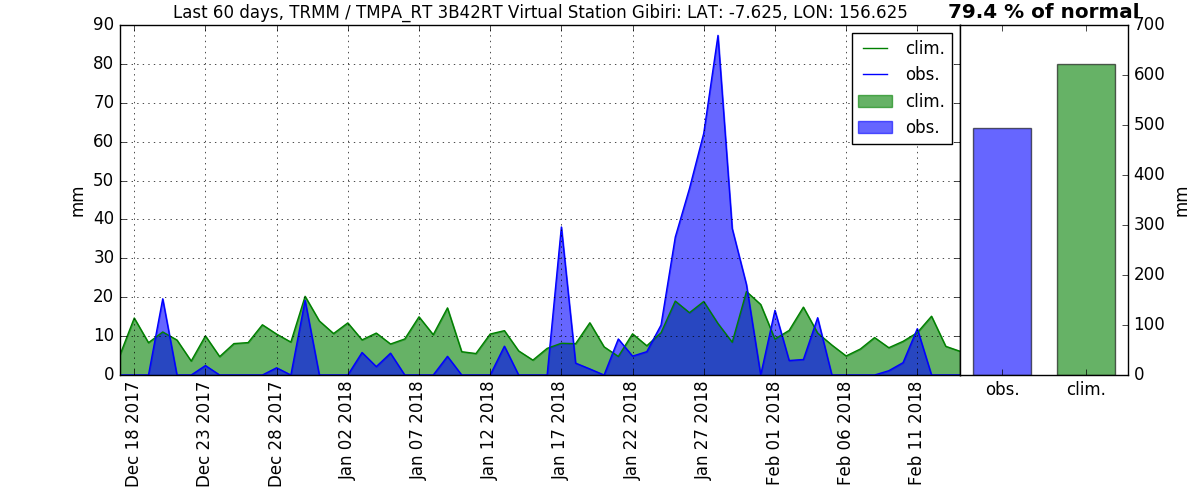 Last 60 days, TRMM / TMPA_RT 3B42RT Virtual Station Gibiri: LAT: -7.625, LON: 156.625
79.4 % of normal
90
80
70
60
50
40
30
20
10
0
mm
clim.
obs.
clim.
obs.
Dec 18 2017
Dec 23 2017
Dec 28 2017
Jan 02 2018
Jan 07 2018
Jan 12 2018
Jan 17 2018
Jan 22 2018
Jan 27 2018
Feb 01 2018
Feb 06 2018
Feb 11 2018
700
600
500
400
300
200
100
0
mm
obs.
clim.